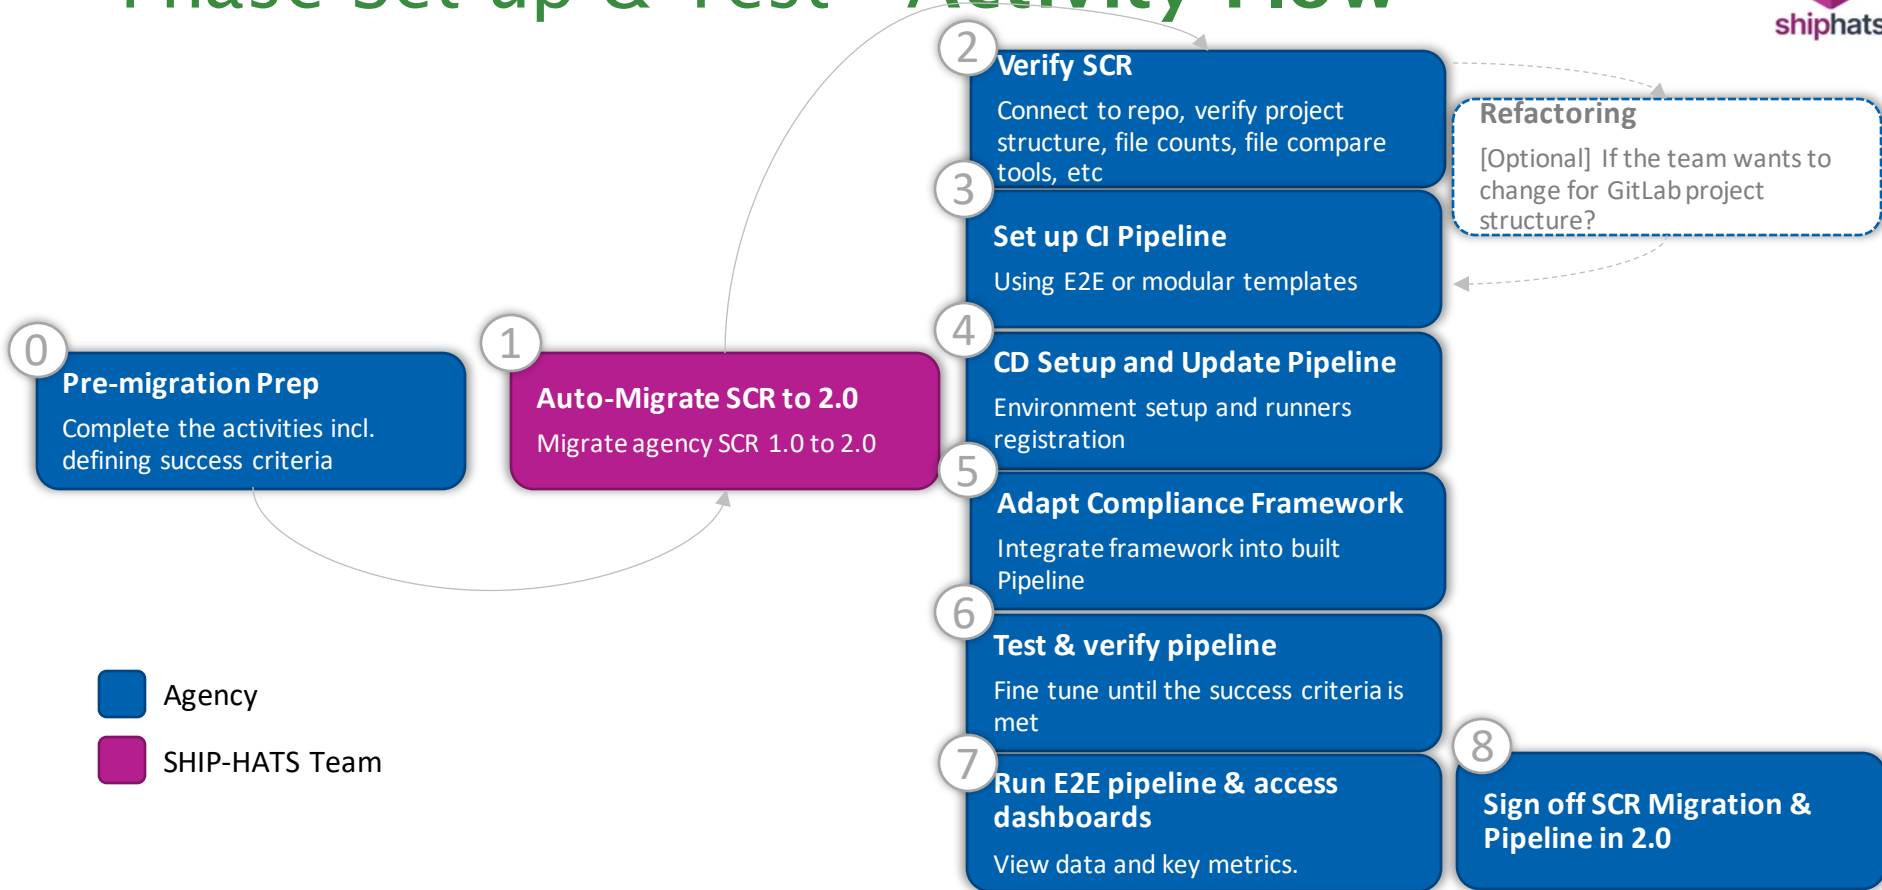 Phase Set-up & Test - Activity Flow
shiphats
2
Verify SCR
Connect to repo, verify project
structure, file counts, file compare
tools, etc
Refactoring
[Optional] If the team wants to
change for GitLab project
structure?
3
Set up CI Pipeline
Using E2E or modular templates
0
Pre-migration Prep
Complete the activities incl.
defining success criteria
1
Auto-Migrate SCR to 2.0
Migrate agency SCR 1.0 to 2.0
4
CD Setup and Update Pipeline
Environment setup and runners
registration
5
Adapt Compliance Framework
Integrate framework into built
Pipeline
6
Test & verify pipeline
Fine tune until the success criteria is
met
7
Run E2E pipeline & access
dashboards
View data and key metrics.
8
Sign off SCR Migration &
Pipeline in 2.0
Agency
SHIP-HATS Team